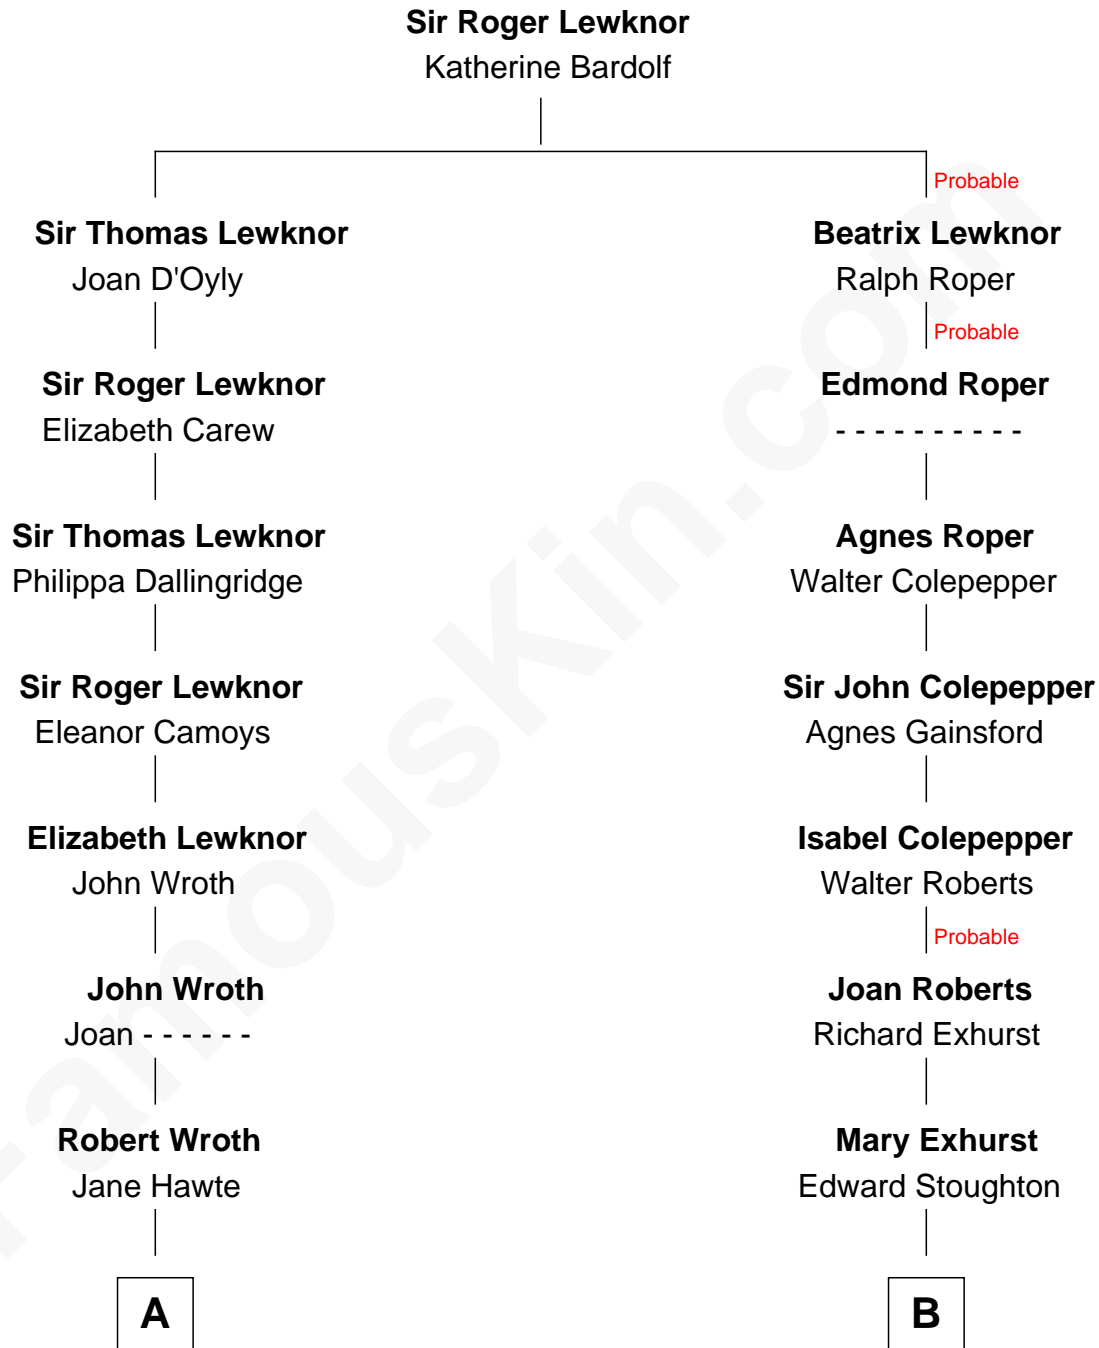 Sir Roger Lewknor
Katherine Bardolf
Probable
Sir Thomas Lewknor
Joan D'Oyly
Beatrix Lewknor
Ralph Roper
Probable
Sir Roger Lewknor
Elizabeth Carew
Edmond Roper
- - - - - - - - - -
Sir Thomas Lewknor
Philippa Dallingridge
Agnes Roper
Walter Colepepper
Sir Roger Lewknor
Eleanor Camoys
Sir John Colepepper
Agnes Gainsford
Elizabeth Lewknor
John Wroth
Isabel Colepepper
Walter Roberts
Probable
John Wroth
Joan - - - - - -
Joan Roberts
Richard Exhurst
Robert Wroth
Jane Hawte
Mary Exhurst
Edward Stoughton
A
B
FamousKin.com